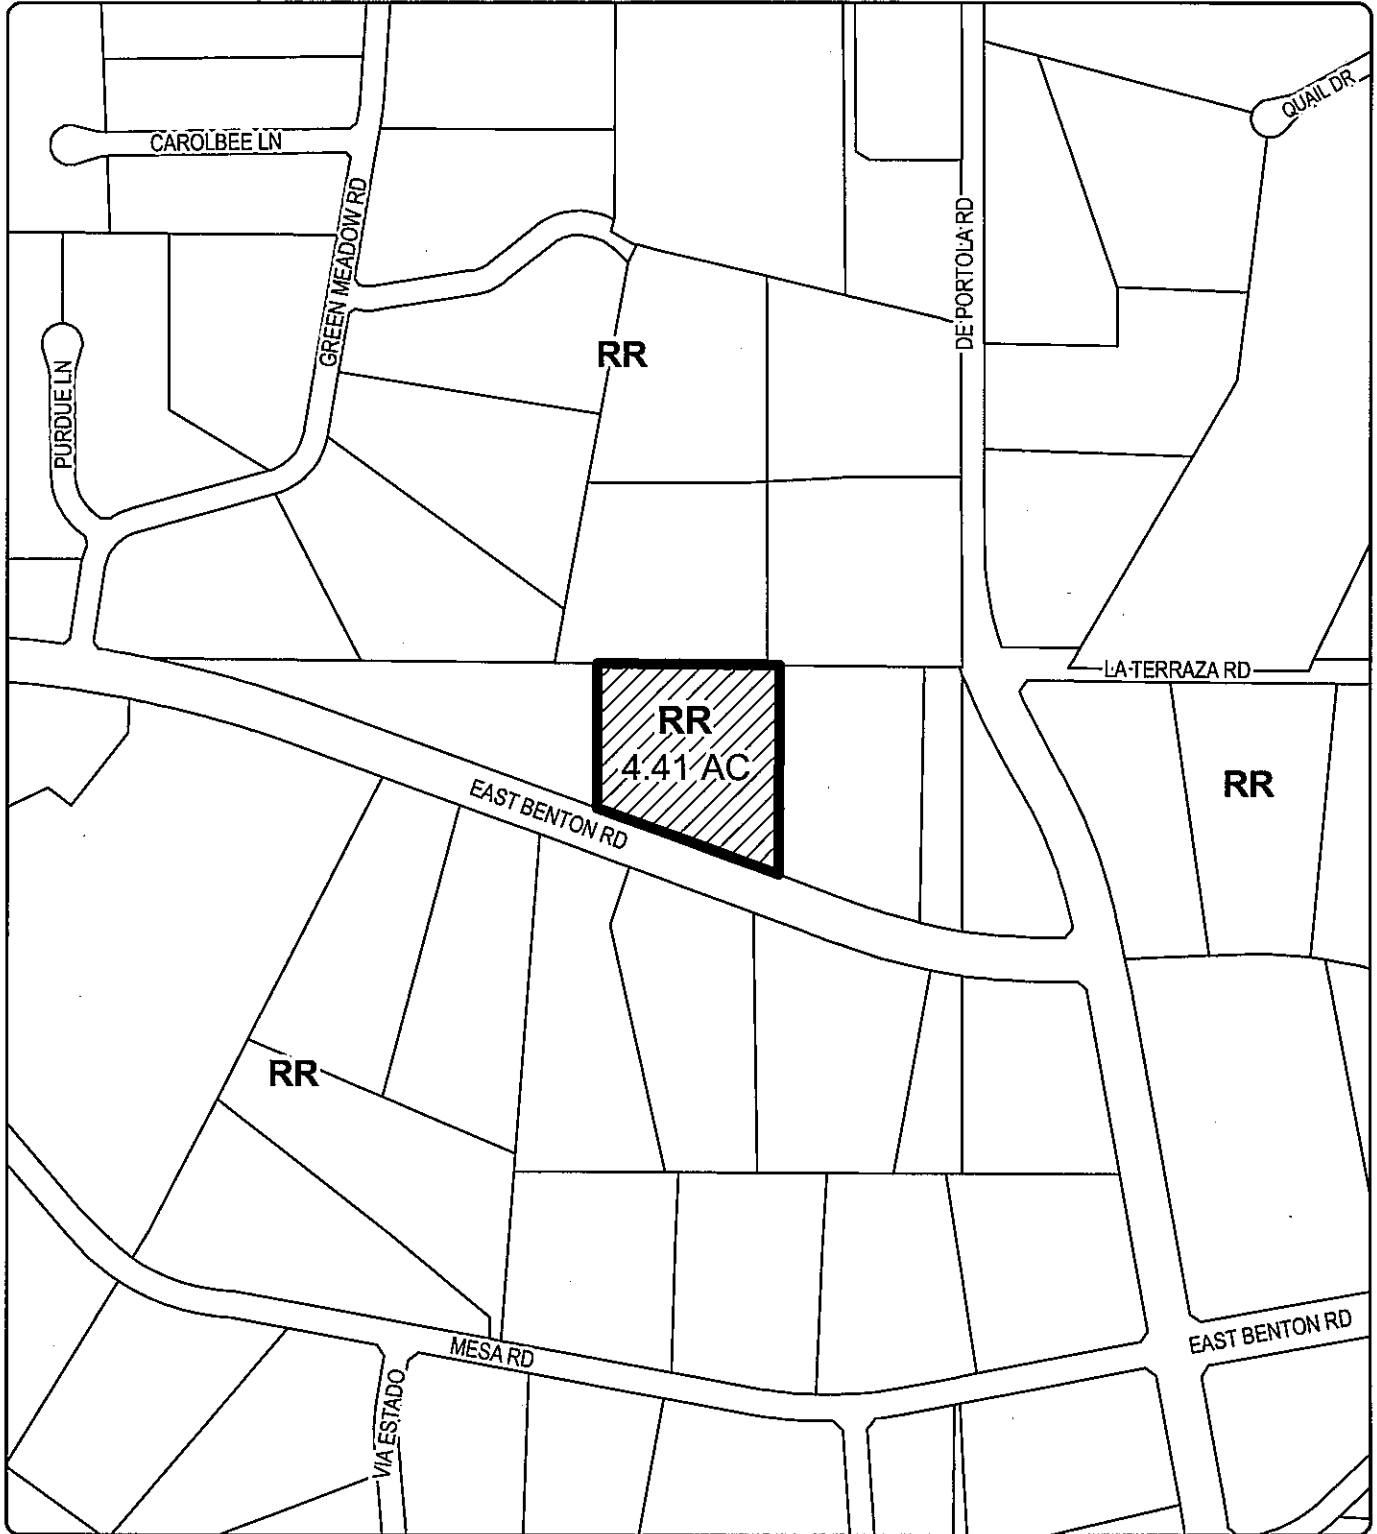 QUAIL DR
CAROLBEE LN
GREEN MEADOW RD
DE PORTOLA RD
RR
PURDUE LN
LA TERRAZA RD
RR
4.41 AC
RR
EAST BENTON RD
RR
EAST BENTON RD
MESA RD
VIA ESTADO